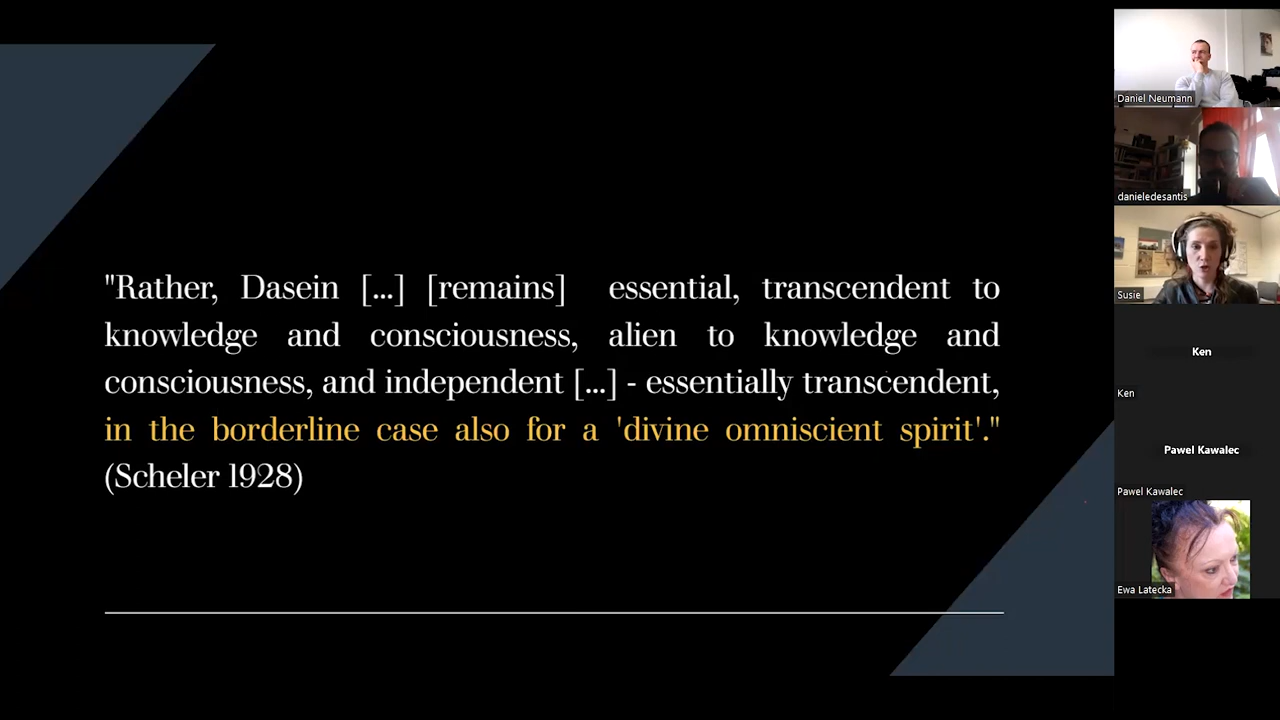 "Rather, Dasein [...] [remains] essential, transcendent to
knowledge and consciousness, alien to knowledge and
consciousness, and independent [...] - essentially transcendent,
in the borderline case also for a 'divine omniscient spirit'."
(Scheler 1928)
Daniel Neumann
danieledesantis
Susie
Ken
Ken
Pawel Kawalec
Pawel Kawalec
Ewa Latecka